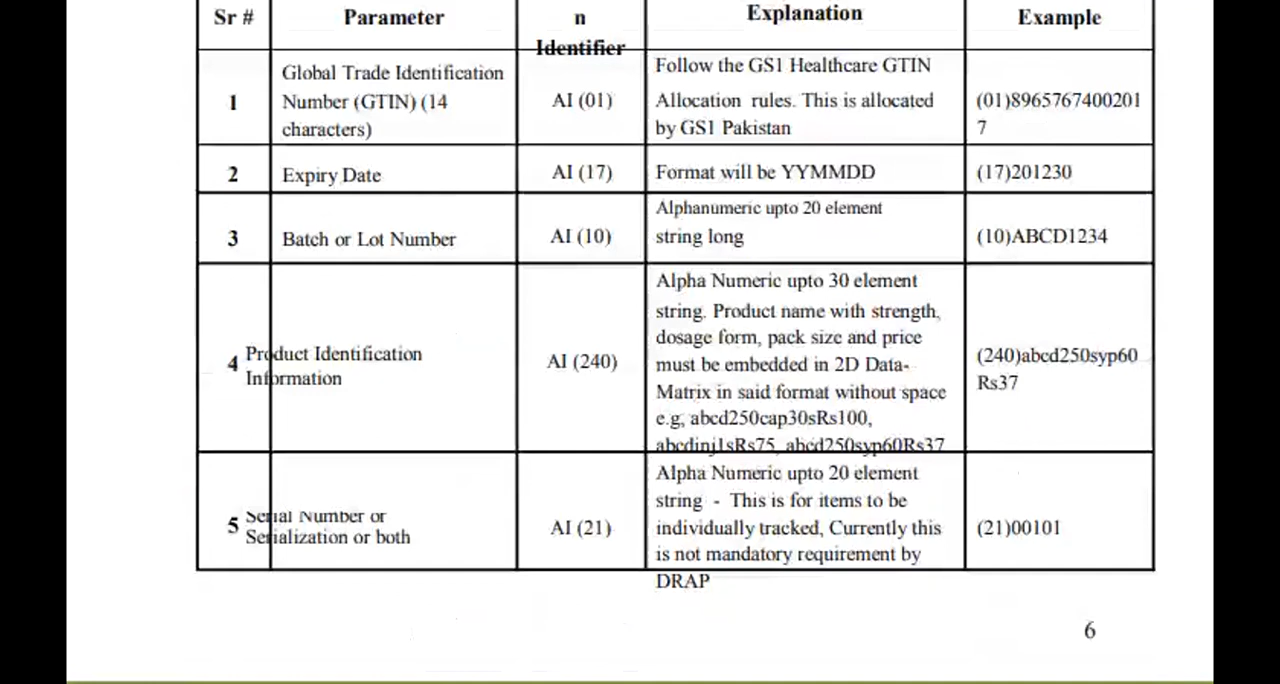 Sr # Parameter n Identifier Explanation Example
1 Global Trade Identification Number (GTIN) (14 characters) AI (01) Follow the GS1 Healthcare GTIN Allocation rules. This is allocated by GS1 Pakistan (01)89657674002017
2 Expiry Date AI (17) Format will be YYMMDD (17)201230
3 Batch or Lot Number AI (10) Alphanumeric upto 20 element string long (10)ABCD1234
4 Product Identification Information AI (240) Alpha Numeric upto 30 element string. Product name with strength, dosage form, pack size and price must be embedded in 2D Data-Matrix in said format without space e.g, abcd250cap30sRs100, abcdinj1sRs75, abcd250syp60Rs37 (240)abcd250syp60Rs37
5 Serial Number or Serialization or both AI (21) Alpha Numeric upto 20 element string - This is for items to be individually tracked, Currently this is not mandatory requirement by DRAP (21)00101
6